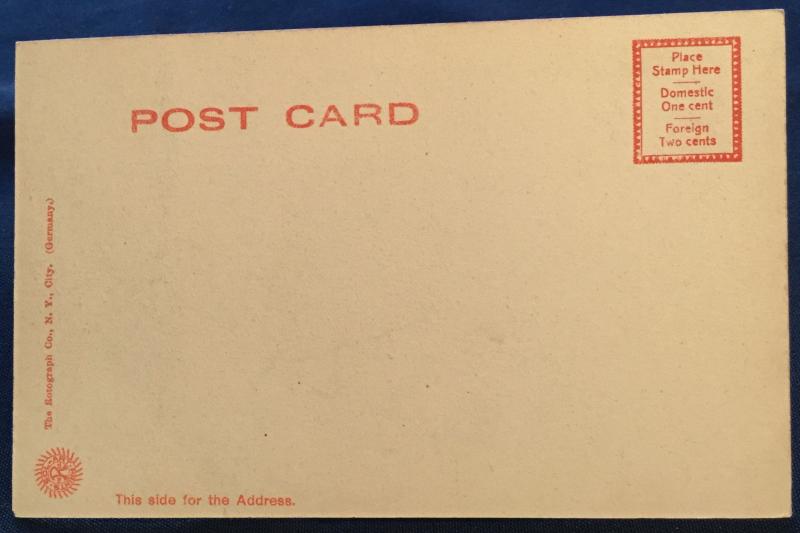 POST CARD
Place
Stamp Here
Domestic
One cent
Foreign
Two cents
The Rotograph Co., N. Y., City. (Germany.)
This side for the Address.